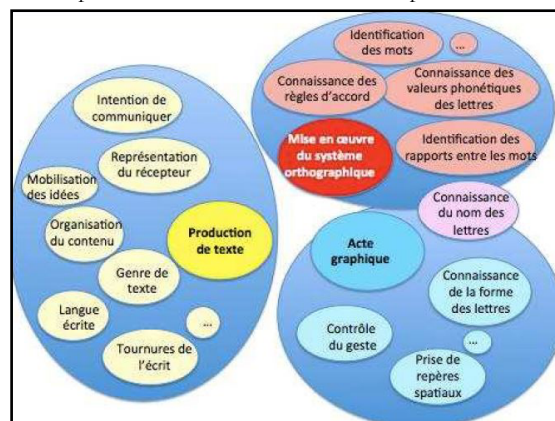 Intention de
communiquer
Représentation
du récepteur
Mobilisation
des idées
Organisation
du contenu
Production
de texte
Genre de
texte
Langue
écrite
...
Tournures de
l'écrit
Identification
des mots
...
Connaissance des
règles d'accord
Connaissance des
valeurs phonétiques
des lettres
Mise en œuvre
du système
orthographique
Identification des
rapports entre les mots
Connaissance
du nom des
lettres
Acte
graphique
Connaissance
de la forme
des lettres
Contrôle
du geste
...
Prise de
repères
spatiaux